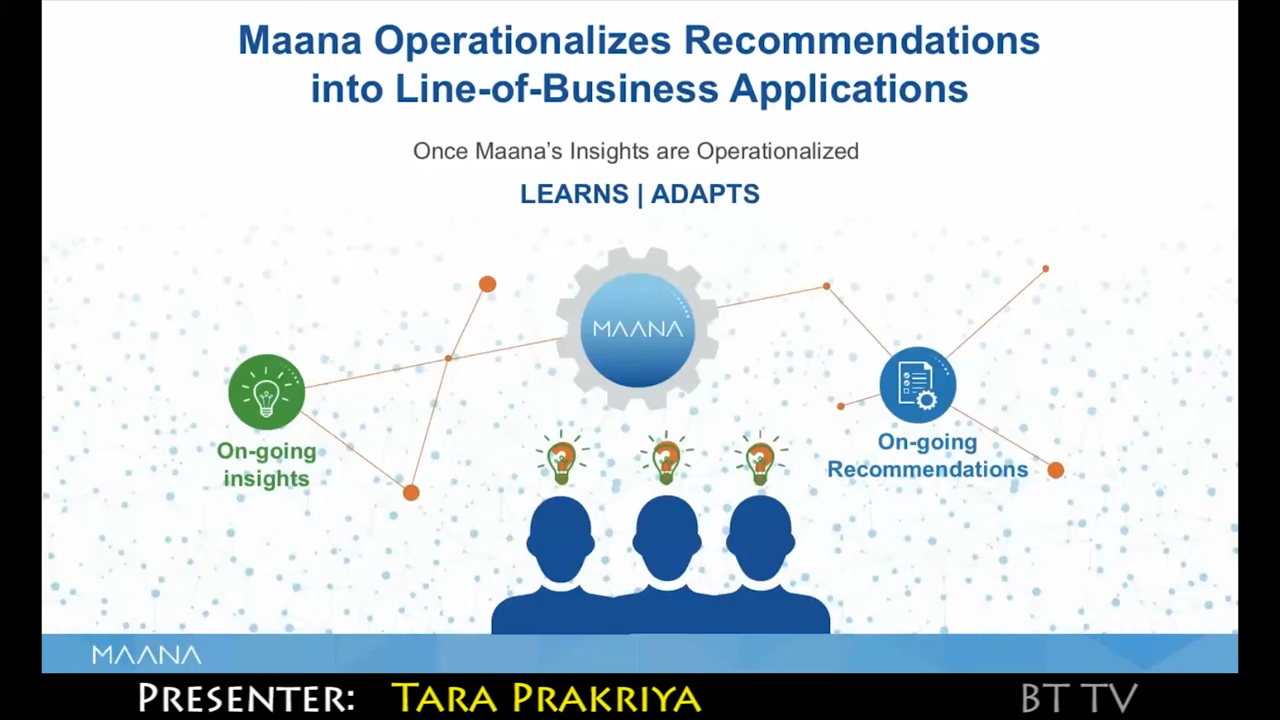 Maana Operationalizes Recommendations
into Line-of-Business Applications
Once Maana's Insights are Operationalized
LEARNS | ADAPTS
MAANA
On-going
insights
On-going
Recommendations
MAANA
PRESENTER: TARA PRAKRIYA
BT TV